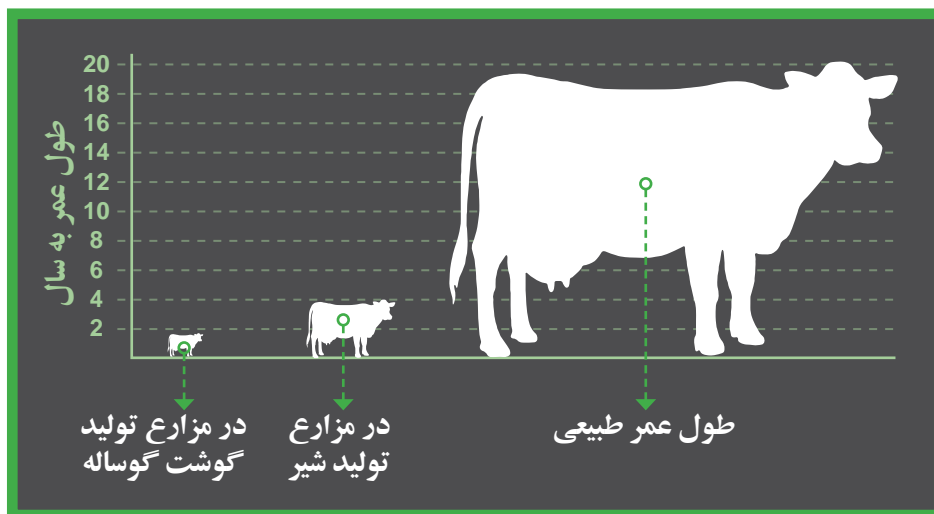 20
18
16
14
12
10
8
6
4
2
طول عمر به سال
در مزارع تولید
گوشت گوساله
در مزارع
تولید شیر
طول عمر طبیعی